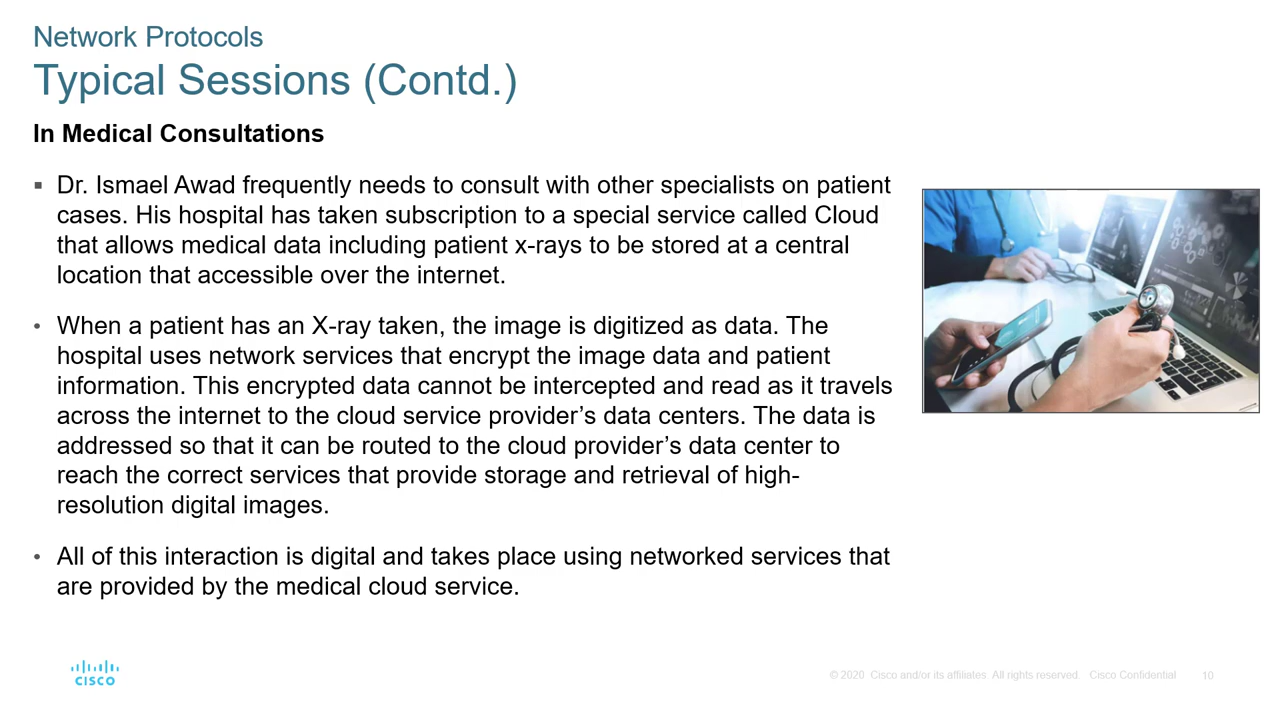 Network Protocols
Typical Sessions (Contd.)
In Medical Consultations
▪ Dr. Ismael Awad frequently needs to consult with other specialists on patient
cases. His hospital has taken subscription to a special service called Cloud
that allows medical data including patient x-rays to be stored at a central
location that accessible over the internet.
• When a patient has an X-ray taken, the image is digitized as data. The
hospital uses network services that encrypt the image data and patient
information. This encrypted data cannot be intercepted and read as it travels
across the internet to the cloud service provider’s data centers. The data is
addressed so that it can be routed to the cloud provider’s data center to
reach the correct services that provide storage and retrieval of high-
resolution digital images.
• All of this interaction is digital and takes place using networked services that
are provided by the medical cloud service.
CISCO
© 2020 Cisco and/or its affiliates. All rights reserved. Cisco Confidential 10